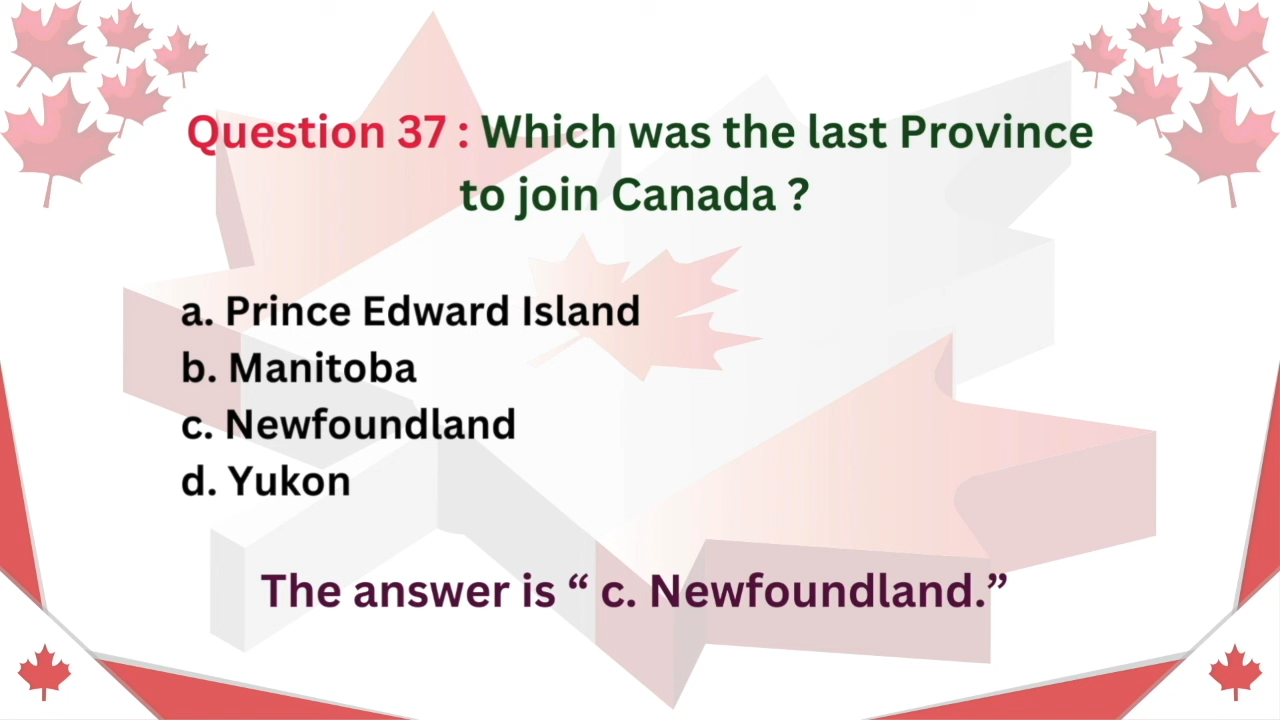 Question 37 : Which was the last Province
to join Canada ?
a. Prince Edward Island
b. Manitoba
c. Newfoundland
d. Yukon
The answer is “ c. Newfoundland.”